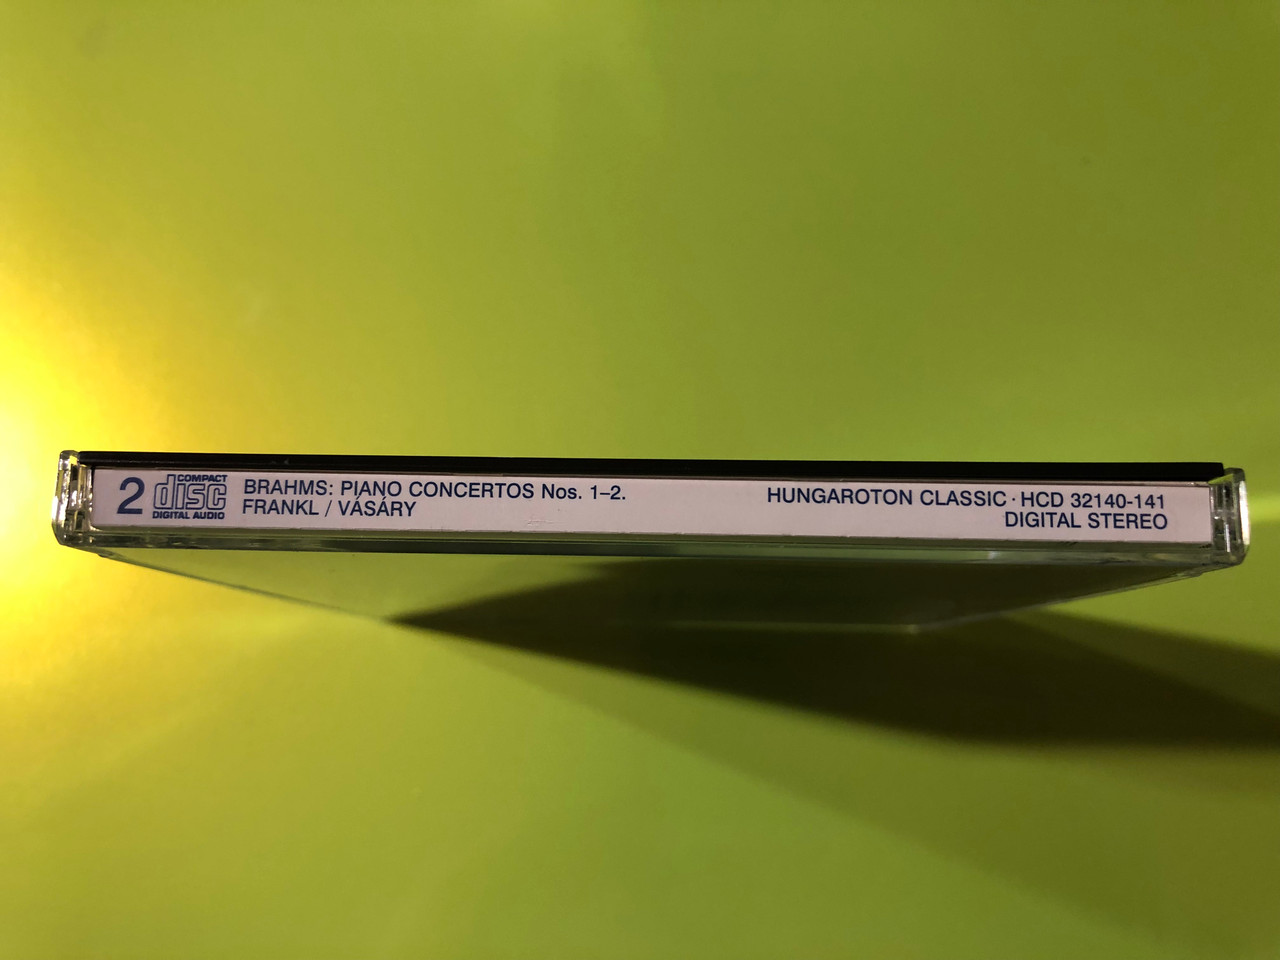 2
COMPACT
disc
DIGITAL AUDIO
BRAHMS: PIANO CONCERTOS Nos. 1–2.
FRANKL / VÁSÁRY
HUNGAROTON CLASSIC · HCD 32140-141
DIGITAL STEREO